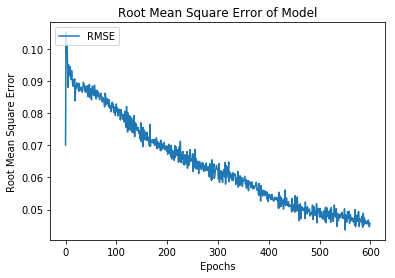 Root Mean Square Error of Model
RMSE
Root Mean Square Error
0.10
0.09
0.08
0.07
0.06
0.05
0 100 200 300 400 500 600
Epochs